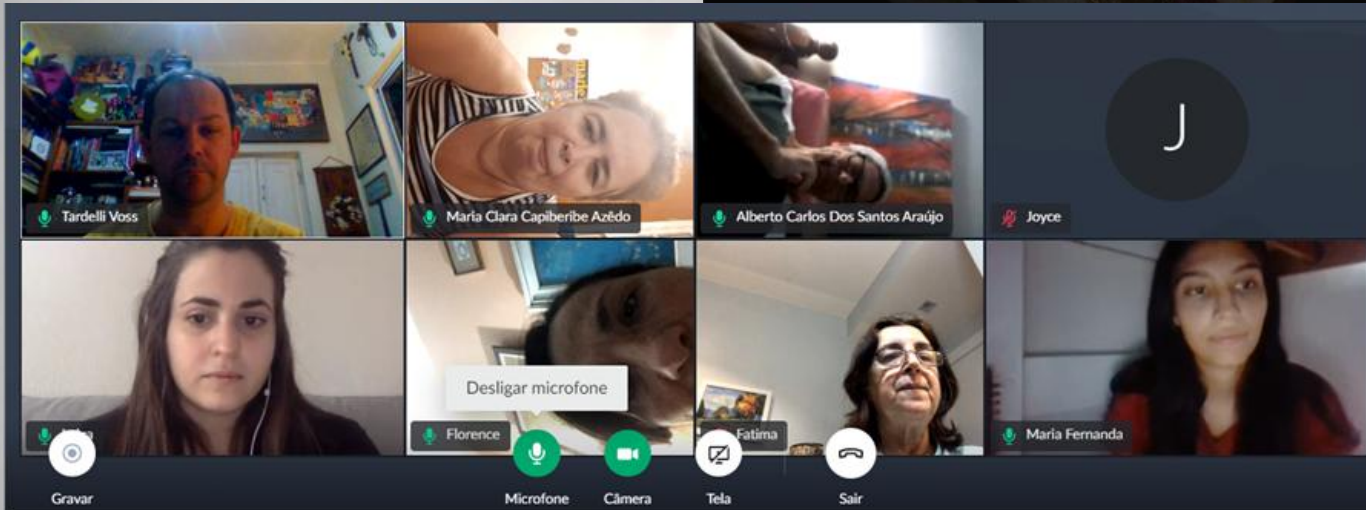 Tardelli Voss
Maria Clara Capiberibe Azêdo
Alberto Carlos Dos Santos Araújo
J
Joyce
Desligar microfone
Florence
Fatima
Maria Fernanda
Gravar
Microfone
Câmera
Tela
Sair